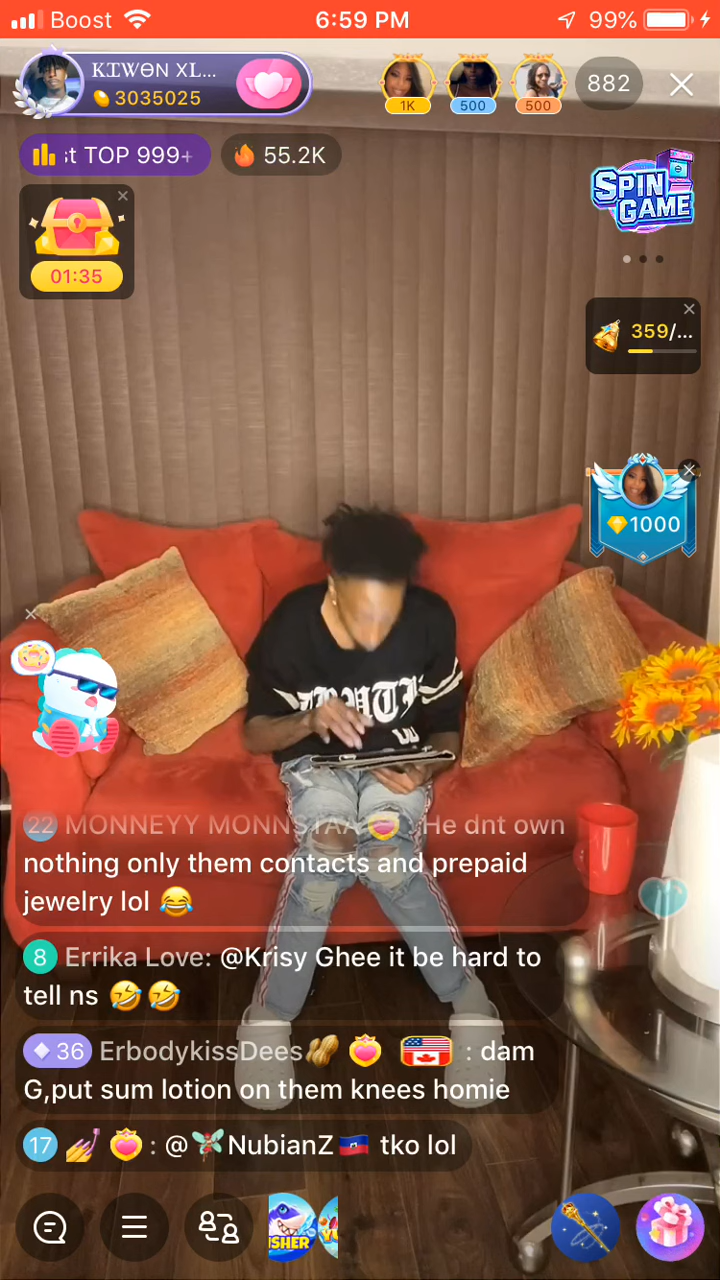 Boost 6:59 PM 99%
K𝕀WӨN XL...
3035025
1K
500
500
882
:t TOP 999+
55.2K
SPIN
GAME
01:35
359/...
1000
22 MONNEYY MONNSTAA He dnt own
nothing only them contacts and prepaid
jewelry lol 😂
8 Errika Love: @Krisy Ghee it be hard to
tell ns 🤣🤣
36 ErbodykissDees🥜 : dam
G,put sum lotion on them knees homie
17 💅 : @🧚NubianZ🇭🇹 tko lol